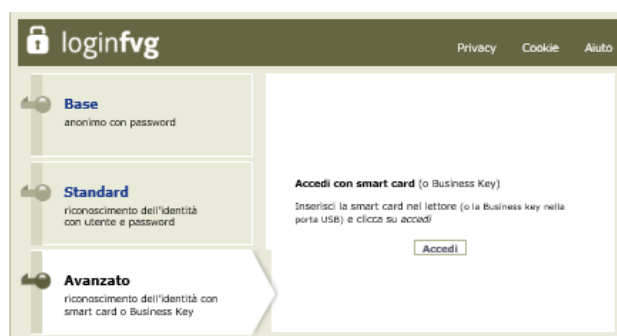 loginfvg
Privacy Cookie Aiuto
Base
anonimo con password
Standard
riconoscimento dell'identità
con utente e password
Avanzato
riconoscimento dell'identità con
smart card o Business Key
Accedi con smart card (o Business Key)
Inserisci la smart card nel lettore (o la Business key nella
porta USB) e clicca su accedi
Accedi